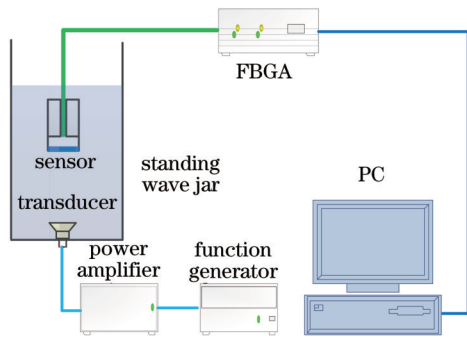 FBGA
sensor
standing
wave jar
PC
transducer
power
amplifier
function
generator